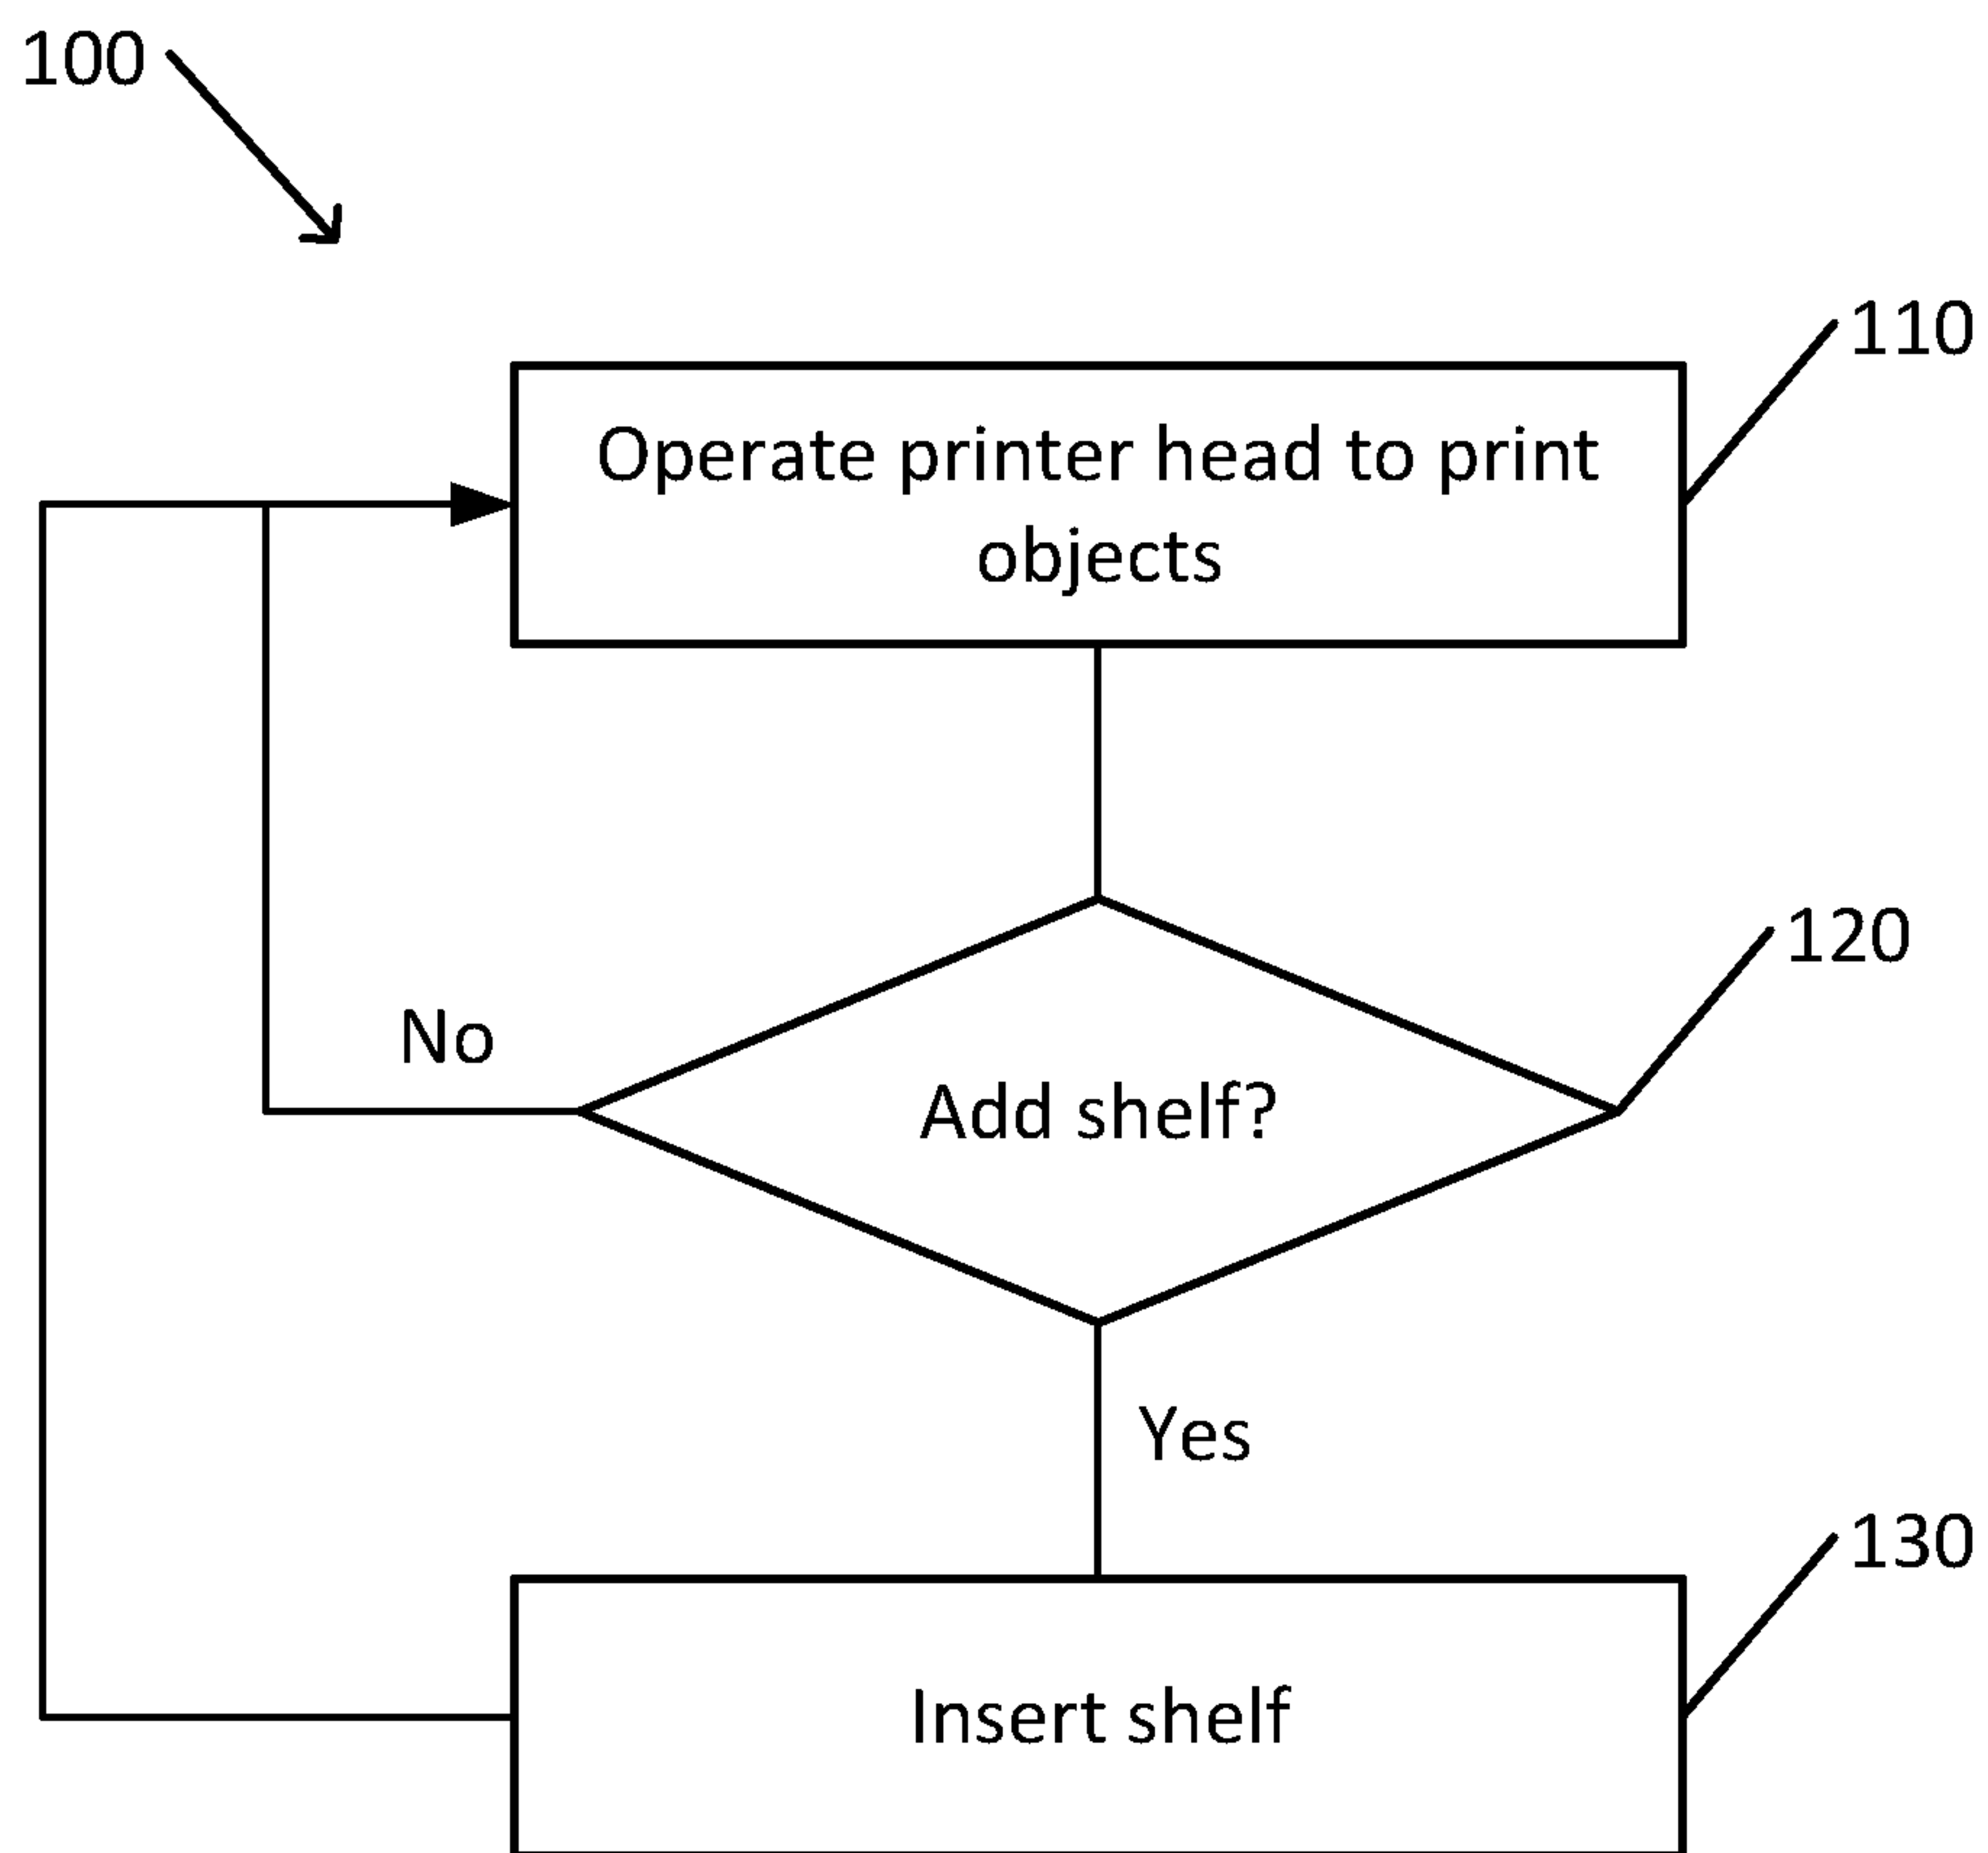 100
110
Operate printer head to print
objects
120
No
Add shelf?
Yes
130
Insert shelf